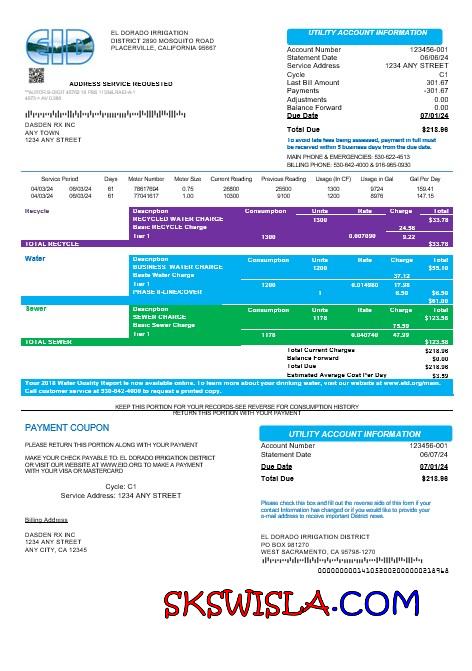 EID
EL DORADO IRRIGATION
DISTRICT 2890 MOSQUITO ROAD
PLACERVILLE, CALIFORNIA 95667
ADDRESS SERVICE REQUESTED
DASDEN RX INC
ANY TOWN
1234 ANY STREET
UTILITY ACCOUNT INFORMATION
Account Number 123456-001
Statement Date 06/06/24
Service Address 1234 ANY STREET
Cycle C1
Last Bill Amount 301.67
Payments -301.67
Adjustments 0.00
Balance Forward 0.00
Due Date 07/01/24
Total Due $218.96
To avoid late fees being assessed, payment in full must
be received within 5 business days from the due date.
MAIN PHONE & EMERGENCIES: 530-622-4513
BILLING PHONE: 530-642-4000 & 916-965-0930
Service Period Days Meter Number Meter Size Current Reading Previous Reading Usage (In CF) Usage in Gal Gal Per Day
04/03/24 06/03/24 61 78617694 0.75 26800 25500 1300 9724 159.41
04/03/24 06/03/24 61 77041617 1.00 10300 9100 1200 8976 147.15
Recycle Description Consumption Units Rate Charge Total
RECYCLED WATER CHARGE 1300 $33.78
Basic RECYCLE Charge 24.56
Tier 1 1300 0.007090 9.22
TOTAL RECYCLE $33.78
Water Description Consumption Units Rate Charge Total
BUSINESS WATER CHARGE 1200 $55.10
Basic Water Charge 37.12
Tier 1 1200 0.014980 17.98
PHASE II-LINE/COVER 1 6.50 $6.50
$61.60
Sewer Description Consumption Units Rate Charge Total
SEWER CHARGE 1178 $123.58
Basic Sewer Charge 75.59
Tier 1 1178 0.040740 47.99
TOTAL SEWER $123.58
Total Current Charges $218.96
Balance Forward $0.00
Total Due $218.96
Estimated Average Cost Per Day $3.59
Your 2018 Water Quality Report is now available online. To learn more about your drinking water, visit our website at www.eid.org/main.
Call customer service at 530-642-4000 to request a printed copy.
KEEP THIS PORTION FOR YOUR RECORDS-SEE REVERSE FOR CONSUMPTION HISTORY
RETURN THIS PORTION WITH YOUR PAYMENT
PAYMENT COUPON
PLEASE RETURN THIS PORTION ALONG WITH YOUR PAYMENT
MAKE YOUR CHECK PAYABLE TO: EL DORADO IRRIGATION DISTRICT
OR VISIT OUR WEBSITE AT WWW.EID.ORG TO MAKE A PAYMENT
WITH YOUR VISA OR MASTERCARD
Cycle: C1
Service Address: 1234 ANY STREET
Billing Address
DASDEN RX INC
1234 ANY STREET
ANY CITY, CA 12345
UTILITY ACCOUNT INFORMATION
Account Number 123456-001
Statement Date 06/07/24
Due Date 07/01/24
Total Due $218.96
Please check this box and fill out the reverse side of this form if your
contact information has changed or if you would like to provide your
e-mail address to receive important District news.
EL DORADO IRRIGATION DISTRICT
PO BOX 981270
WEST SACRAMENTO, CA 95798-1270
SKSWISLA.COM